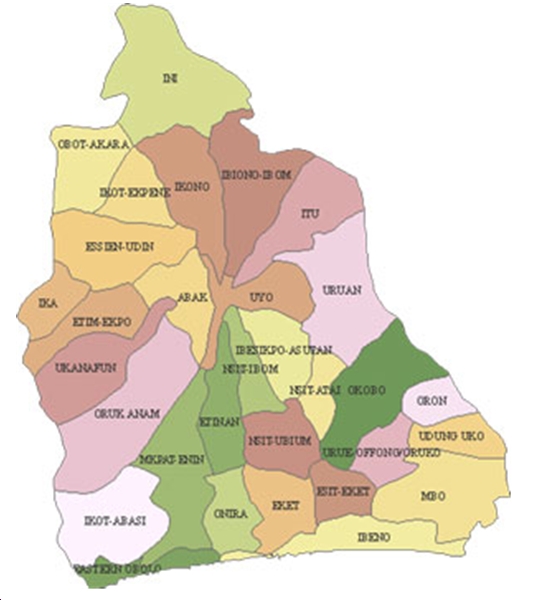 INI
OBOT-AKARA
IKOT-EKPENE
IKONO
IBIONO-IBOM
ITU
ESSIEN-UDIN
IKA
ABAK
UYO
URUAN
ETIM-EKPO
IBESIKPO-ASUTAN
UKANAFUN
NSIT-IBOM
NSIT-ATAI
OKOBO
ORON
ORUK ANAM
ETINAN
NSIT-UBIUM
UDUNG UKO
URUE-OFFONG/ORUKO
MKPAT-ENIN
ESIT-EKET
MBO
EKET
ONIRA
IKOT-ABASI
IBENO
EASTERN OBOLO